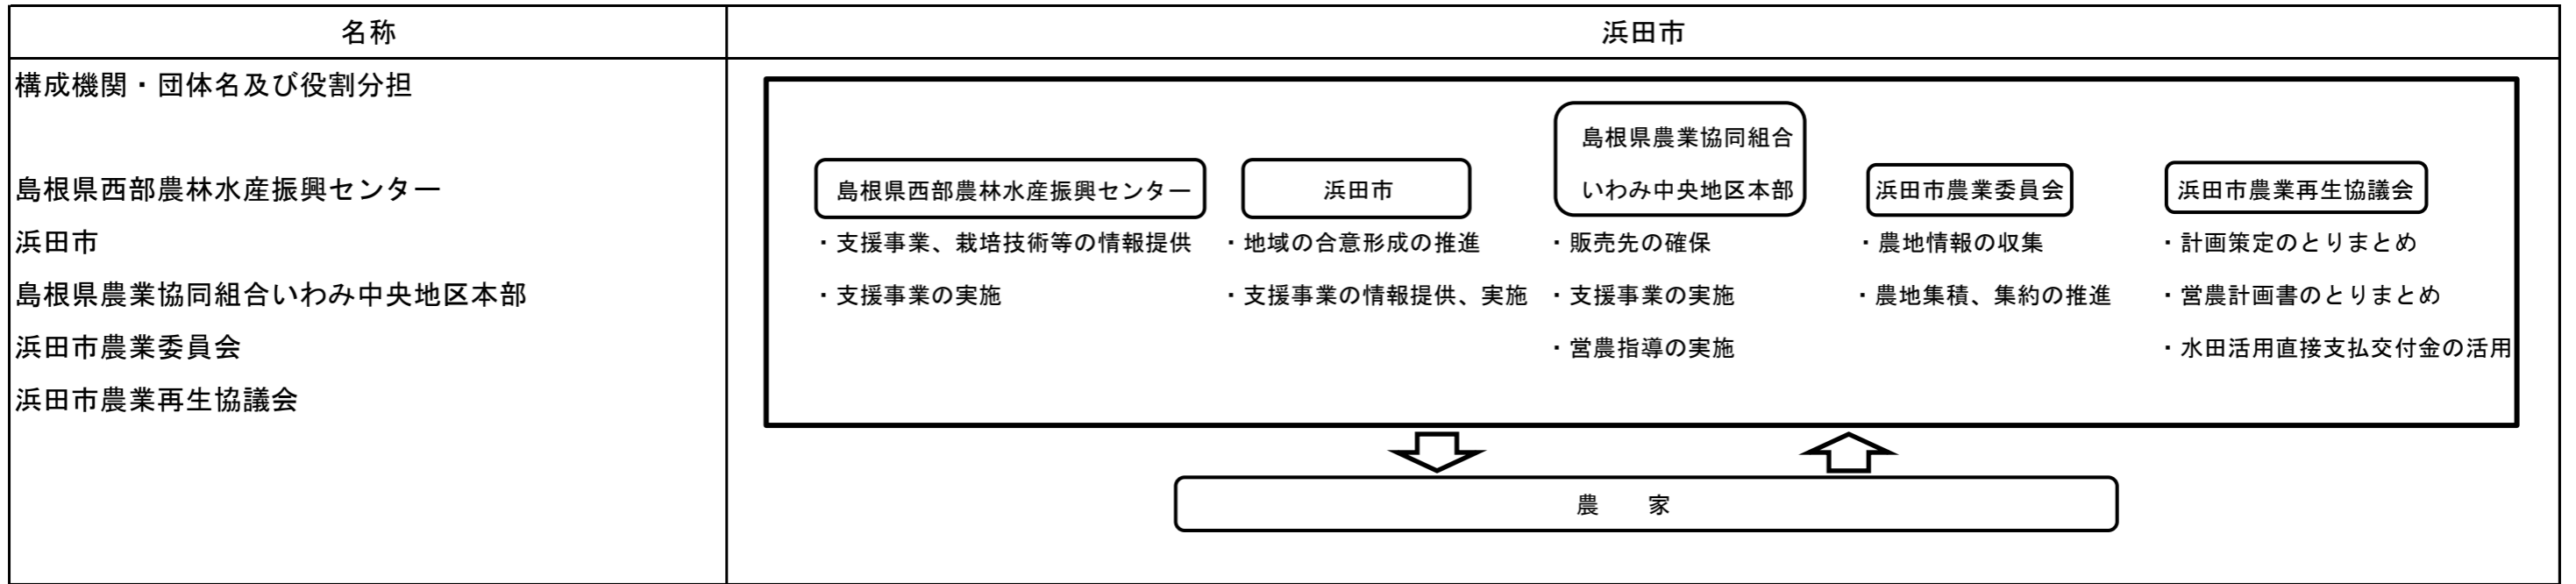 名称
浜田市
構成機関・団体名及び役割分担
島根県西部農林水産振興センター
浜田市
島根県農業協同組合いわみ中央地区本部
浜田市農業委員会
浜田市農業再生協議会
島根県西部農林水産振興センター
・支援事業、栽培技術等の情報提供
・支援事業の実施
浜田市
・地域の合意形成の推進
・支援事業の情報提供、実施
島根県農業協同組合
いわみ中央地区本部
・販売先の確保
・支援事業の実施
・営農指導の実施
浜田市農業委員会
・農地情報の収集
・農地集積、集約の推進
浜田市農業再生協議会
・計画策定のとりまとめ
・営農計画書のとりまとめ
・水田活用直接支払交付金の活用
農　　家